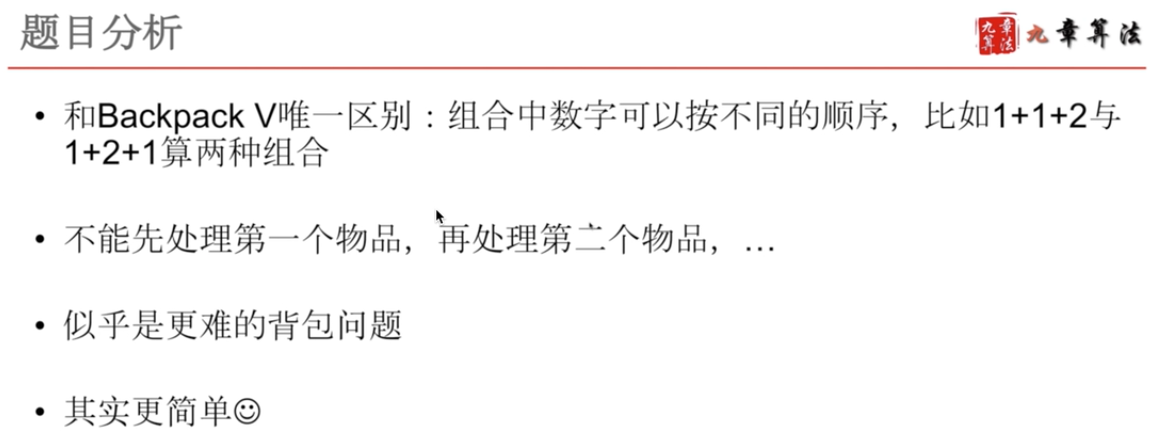 题目分析
九章算法
九章算法
• 和Backpack V唯一区别：组合中数字可以按不同的顺序，比如1+1+2与
1+2+1算两种组合
• 不能先处理第一个物品，再处理第二个物品，…
• 似乎是更难的背包问题
• 其实更简单☺